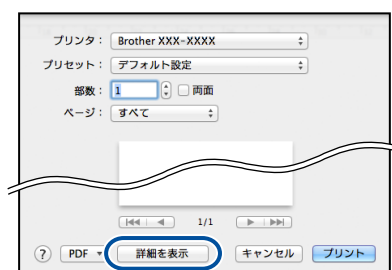 プリンタ： Brother XXX-XXXX
プリセット： デフォルト設定
部数： 1 両面
ページ： すべて
1/1
? PDF 詳細を表示 キャンセル プリント